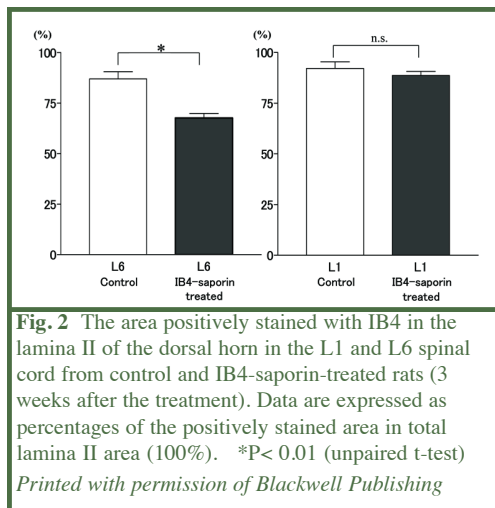 (%)
100
75
50
25
0
*
L6
Control
L6
IB4-saporin
treated
(%)
100
75
50
25
0
n.s.
L1
Control
L1
IB4-saporin
treated
Fig. 2 The area positively stained with IB4 in the
lamina II of the dorsal horn in the L1 and L6 spinal
cord from control and IB4-saporin-treated rats (3
weeks after the treatment). Data are expressed as
percentages of the positively stained area in total
lamina II area (100%). *P< 0.01 (unpaired t-test)
Printed with permission of Blackwell Publishing